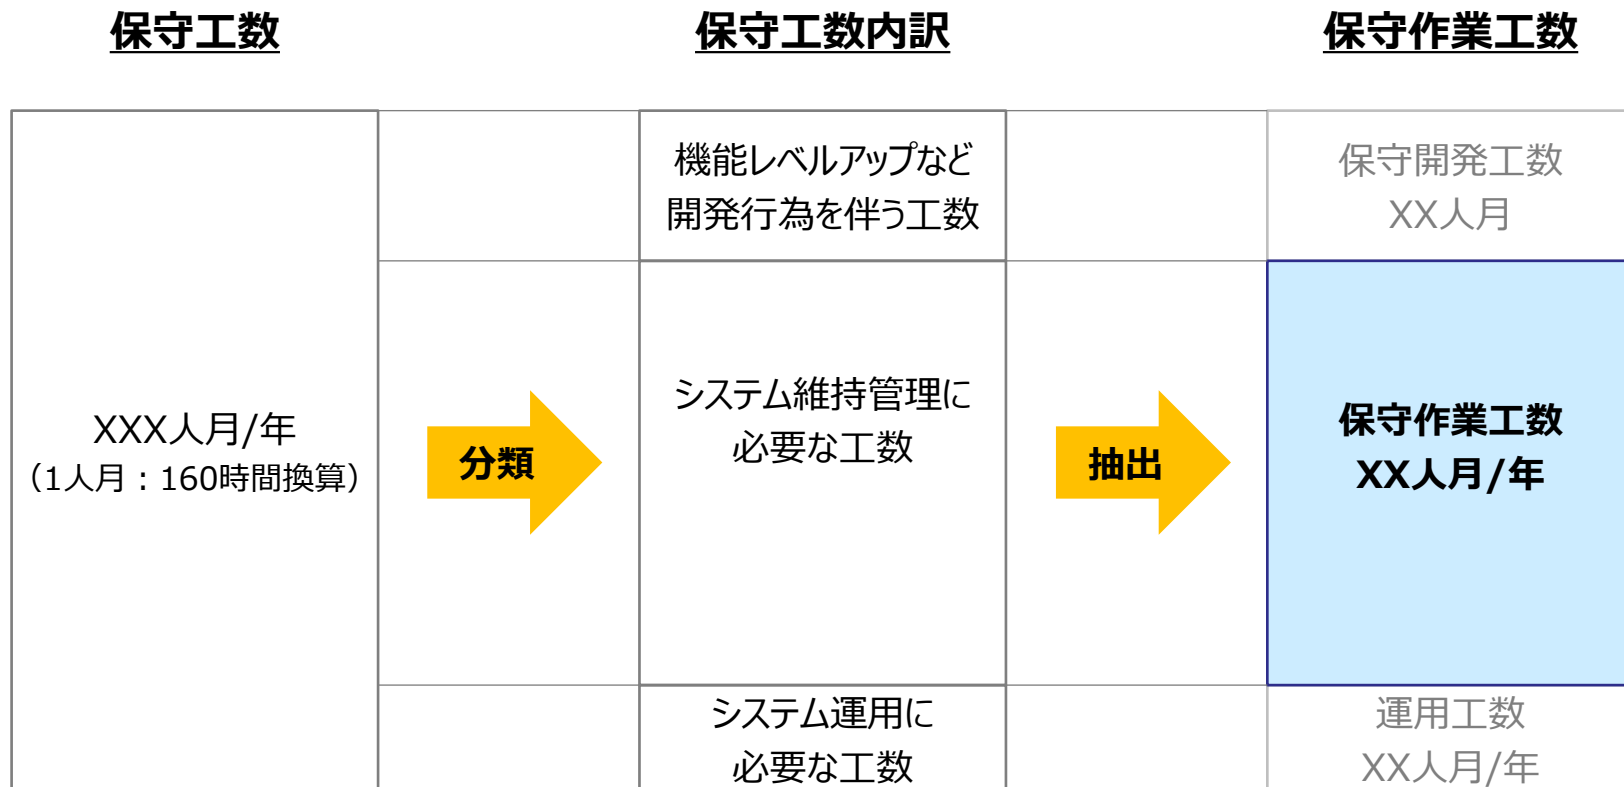 保守工数
保守工数内訳
保守作業工数
機能レベルアップなど
開発行為を伴う工数
保守開発工数
XX人月
XXX人月/年
（1人月：160時間換算）
分類
システム維持管理に
必要な工数
抽出
保守作業工数
XX人月/年
システム運用に
必要な工数
運用工数
XX人月/年